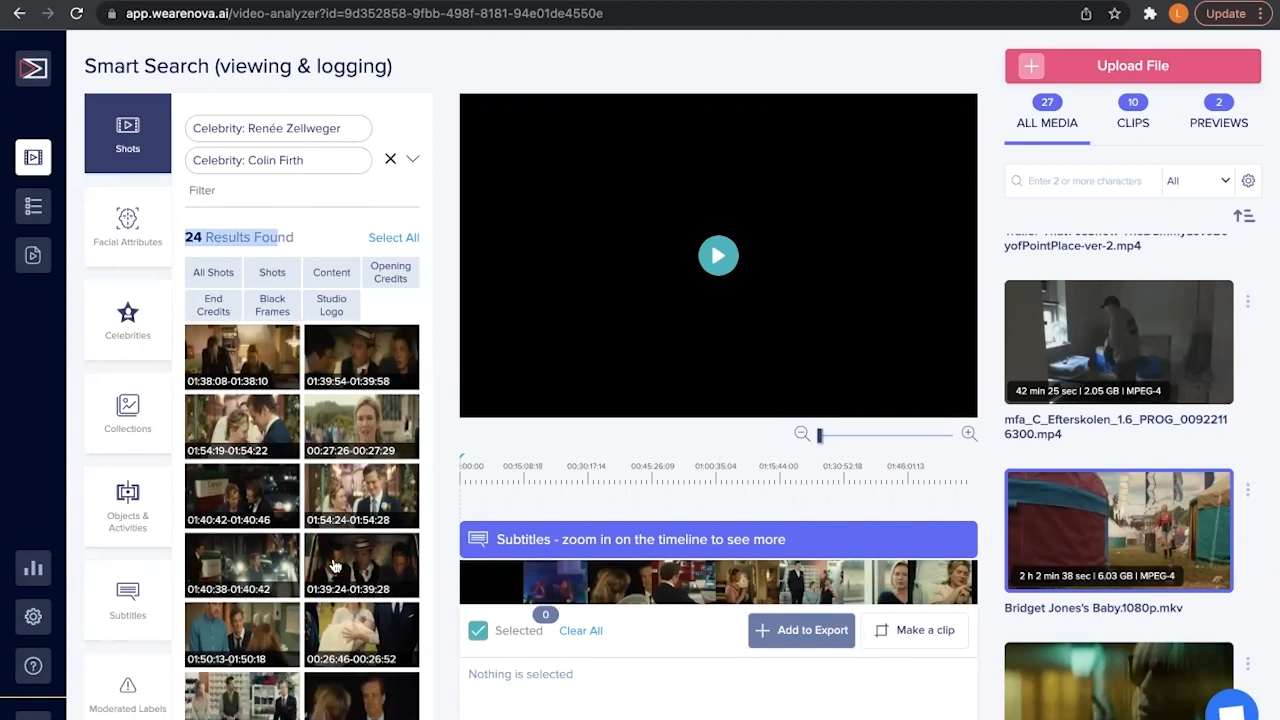 app.wearenova.ai/video-analyzer?id=9d352858-9fbb-498f-8181-94e01de4550e
L
Update
Smart Search (viewing & logging)
Upload File
Shots
Facial Attributes
Celebrities
Collections
Objects &
Activities
Subtitles
Moderated Labels
Celebrity: Renée Zellweger
Celebrity: Colin Firth
Filter
24 Results Found
Select All
All Shots
Shots
Content
Opening
Credits
End
Credits
Black
Frames
Studio
Logo
01:38:08-01:38:10
01:39:54-01:39:58
01:54:19-01:54:22
00:27:26-00:27:29
01:40:42-01:40:46
01:54:24-01:54:28
01:40:38-01:40:42
01:39:24-01:39:28
01:50:13-01:50:18
00:26:46-00:26:52
:00:00
00:15:08:18
00:30:17:14
00:45:26:09
01:00:35:04
01:15:44:00
01:30:52:18
01:46:01:13
Subtitles - zoom in on the timeline to see more
0
Selected
Clear All
Add to Export
Make a clip
Nothing is selected
27
ALL MEDIA
10
CLIPS
2
PREVIEWS
Enter 2 or more characters
All
yofPointPlace-ver-2.mp4
42 min 25 sec | 2.05 GB | MPEG-4
mfa_C_Efterskolen_1.6_PROG_0092211
6300.mp4
2 h 2 min 38 sec | 6.03 GB | MPEG-4
Bridget Jones's Baby.1080p.mkv